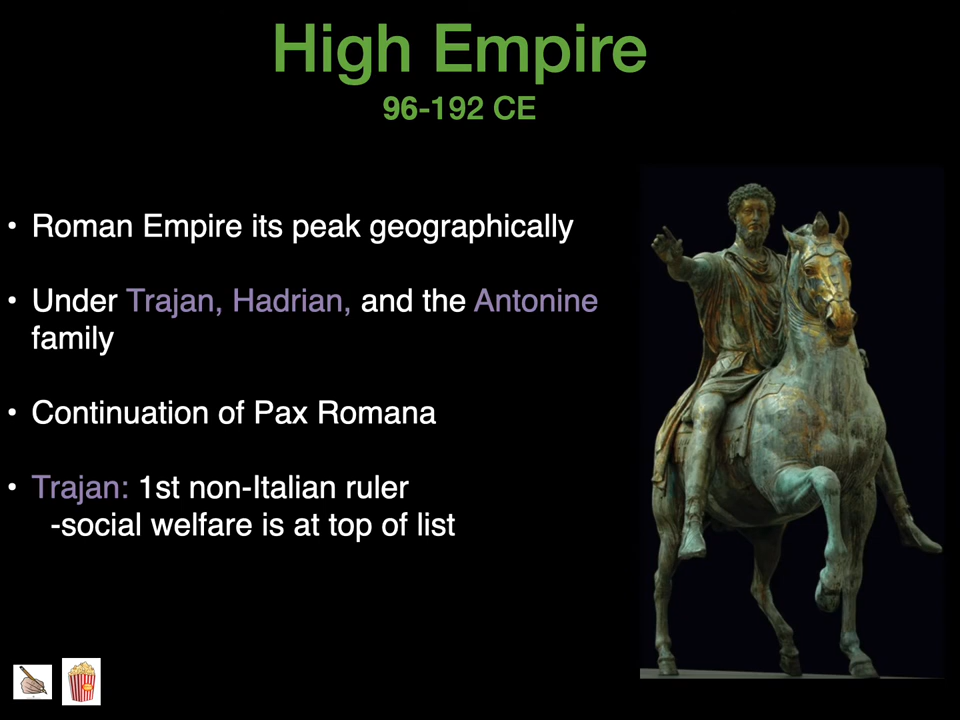 High Empire
96-192 CE
• Roman Empire its peak geographically
• Under Trajan, Hadrian, and the Antonine
family
• Continuation of Pax Romana
• Trajan: 1st non-Italian ruler
-social welfare is at top of list